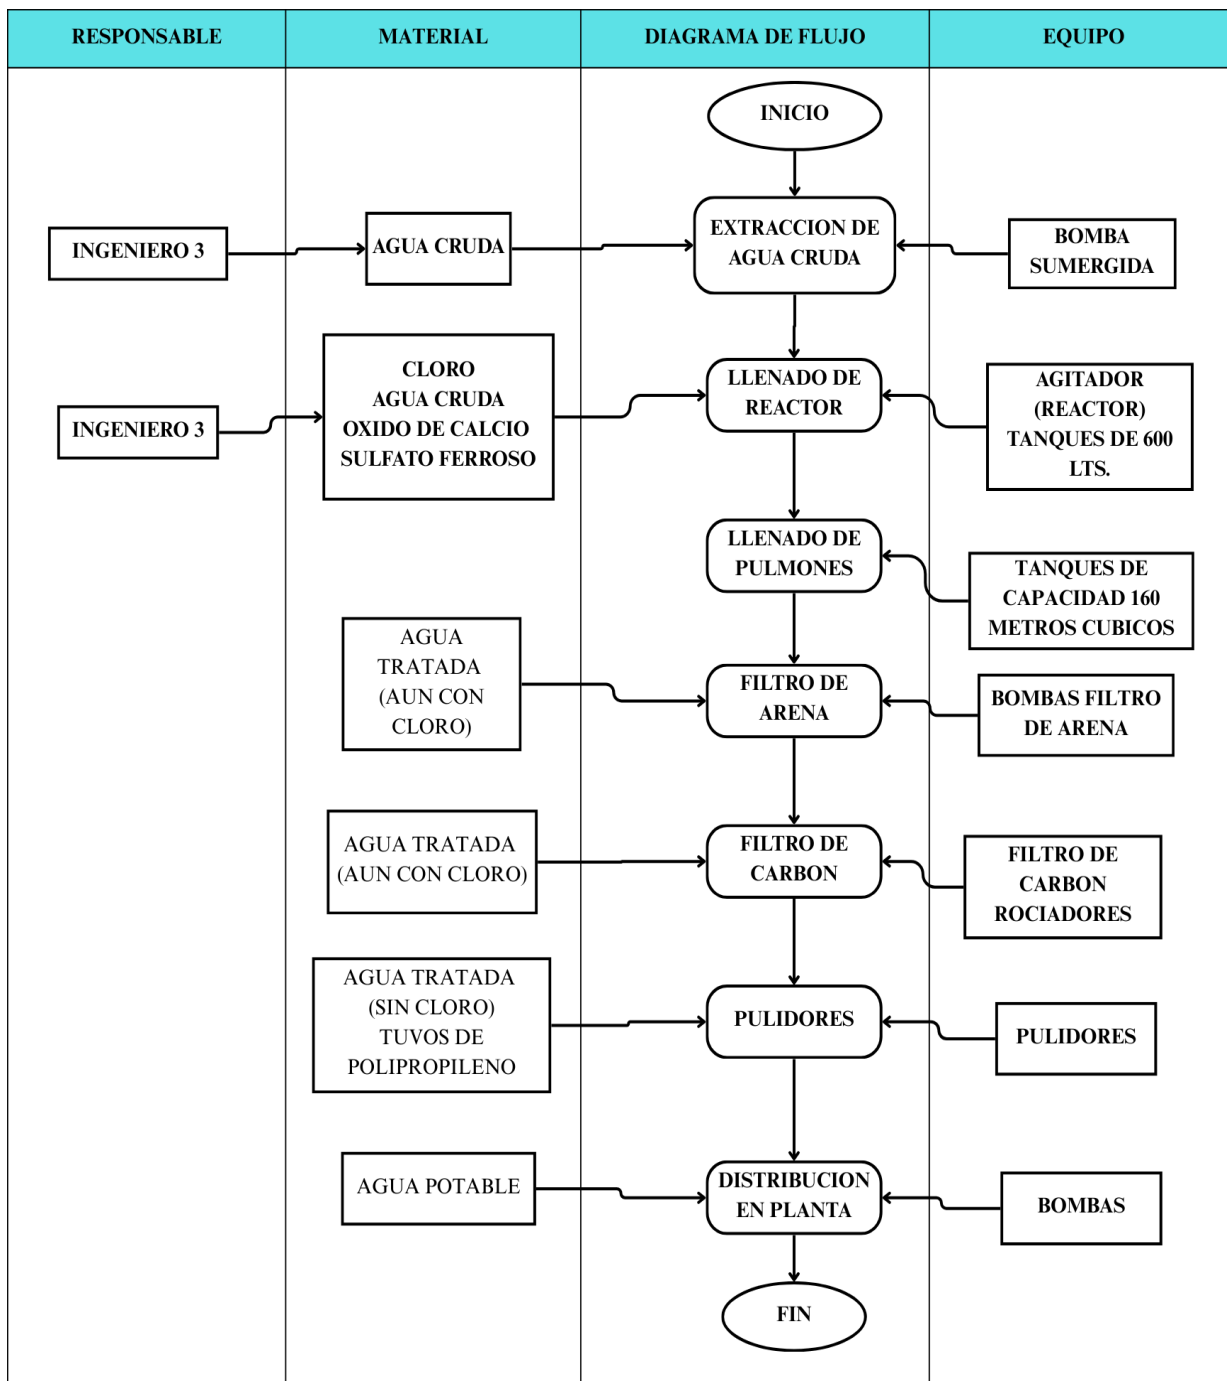 RESPONSABLE
MATERIAL
DIAGRAMA DE FLUJO
EQUIPO
INICIO
INGENIERO 3
AGUA CRUDA
EXTRACCION DE
AGUA CRUDA
BOMBA
SUMERGIDA
INGENIERO 3
CLORO
AGUA CRUDA
OXIDO DE CALCIO
SULFATO FERROSO
LLENADO DE
REACTOR
AGITADOR
(REACTOR)
TANQUES DE 600
LTS.
LLENADO DE
PULMONES
TANQUES DE
CAPACIDAD 160
METROS CUBICOS
AGUA
TRATADA
(AUN CON
CLORO)
FILTRO DE
ARENA
BOMBAS FILTRO
DE ARENA
AGUA TRATADA
(AUN CON CLORO)
FILTRO DE
CARBON
FILTRO DE
CARBON
ROCIADORES
AGUA TRATADA
(SIN CLORO)
TUVOS DE
POLIPROPILENO
PULIDORES
PULIDORES
AGUA POTABLE
DISTRIBUCION
EN PLANTA
BOMBAS
FIN